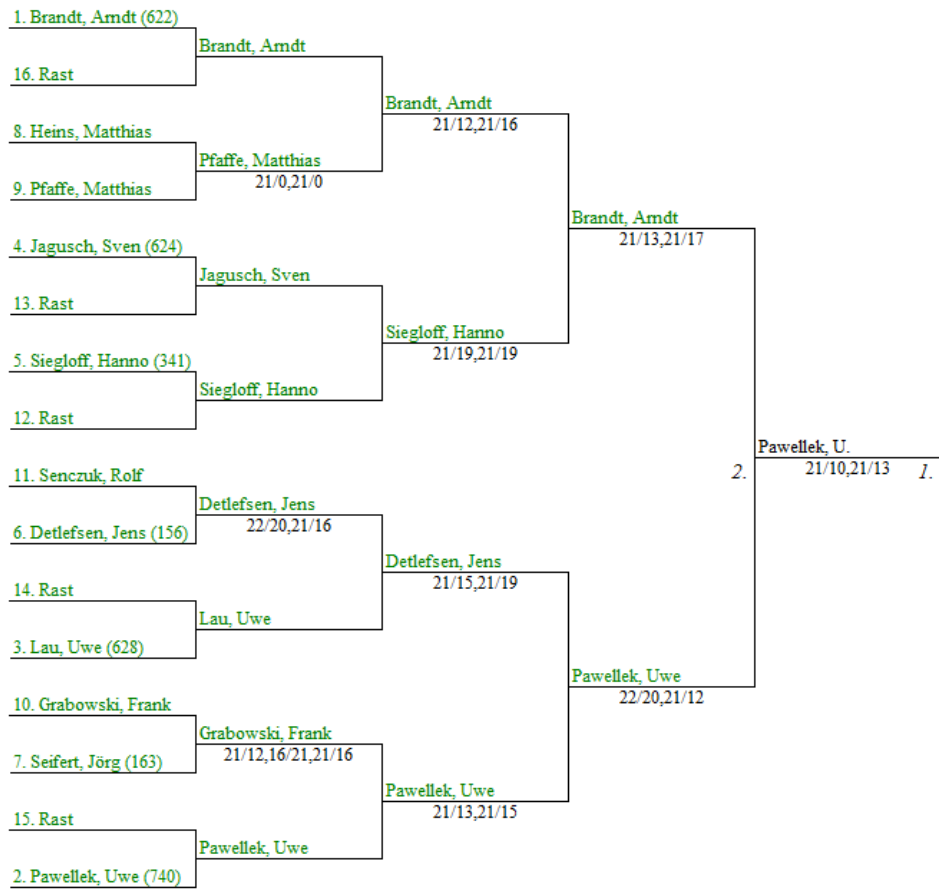 1. Brandt, Arndt (622)
Brandt, Arndt
16. Rast
Brandt, Arndt
21/12,21/16
8. Heins, Matthias
Pfaffe, Matthias
21/0,21/0
9. Pfaffe, Matthias
Brandt, Arndt
21/13,21/17
4. Jagusch, Sven (624)
Jagusch, Sven
13. Rast
Siegloff, Hanno
21/19,21/19
5. Siegloff, Hanno (341)
Siegloff, Hanno
12. Rast
Pawellek, U.
2.
21/10,21/13
1.
11. Senczuk, Rolf
Detlefsen, Jens
22/20,21/16
6. Detlefsen, Jens (156)
Detlefsen, Jens
21/15,21/19
14. Rast
Lau, Uwe
3. Lau, Uwe (628)
Pawellek, Uwe
22/20,21/12
10. Grabowski, Frank
Grabowski, Frank
21/12,16/21,21/16
7. Seifert, Jörg (163)
Pawellek, Uwe
21/13,21/15
15. Rast
Pawellek, Uwe
2. Pawellek, Uwe (740)